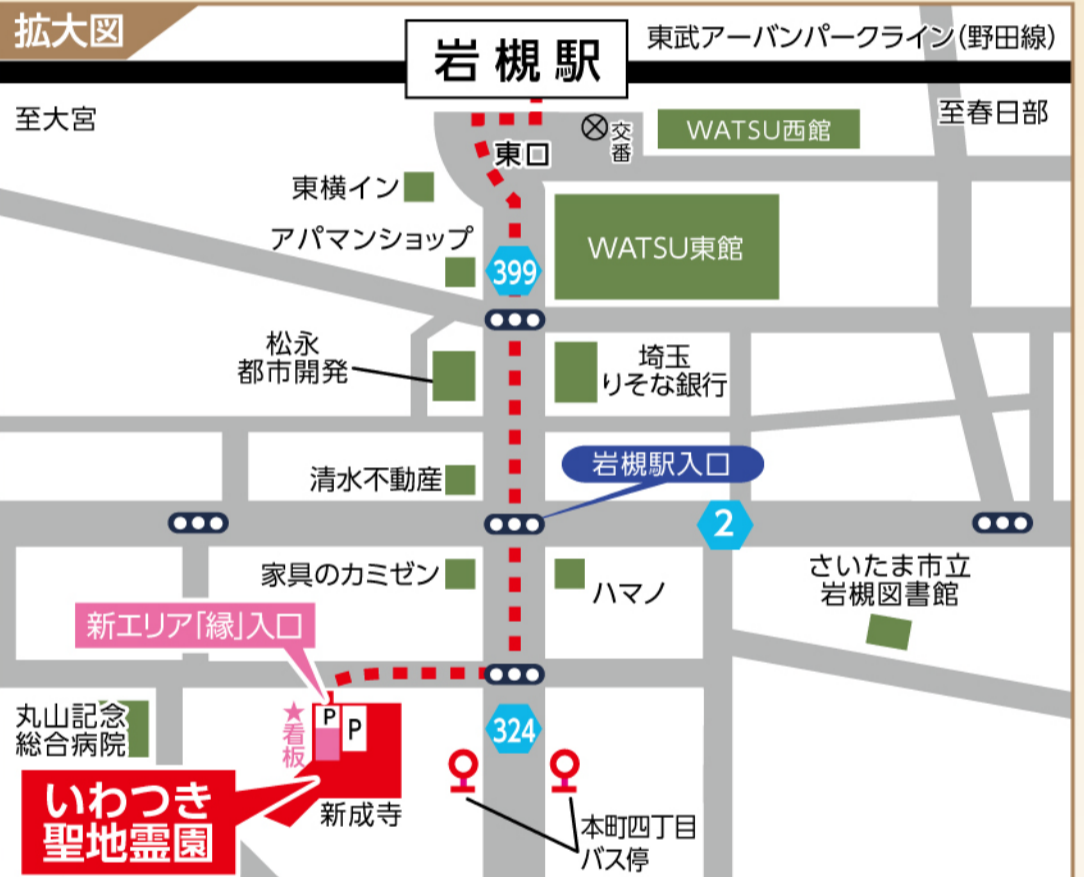 拡大図
岩槻駅
東武アーバンパークライン(野田線)
至大宮
至春日部
交番
WATSU西館
東口
東横イン
アパマンショップ
399
WATSU東館
松永
都市開発
埼玉
りそな銀行
清水不動産
岩槻駅入口
2
家具のカミゼン
ハマノ
さいたま市立
岩槻図書館
新エリア「縁」入口
丸山記念
総合病院
★看板
P
P
324
いわつき
聖地霊園
新成寺
本町四丁目
バス停